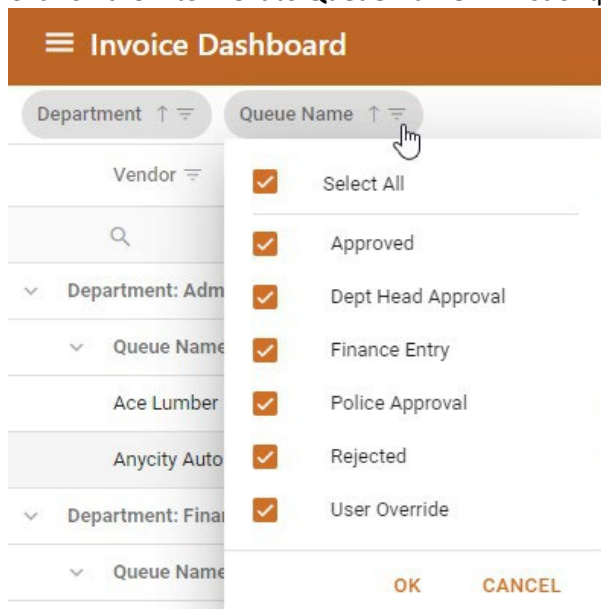 Invoice Dashboard
Department
Queue Name
Vendor
Select All
Approved
Department: Adm
Dept Head Approval
Queue Name
Finance Entry
Ace Lumber
Police Approval
Anycity Auto
Rejected
Department: Finan
User Override
Queue Name
OK CANCEL